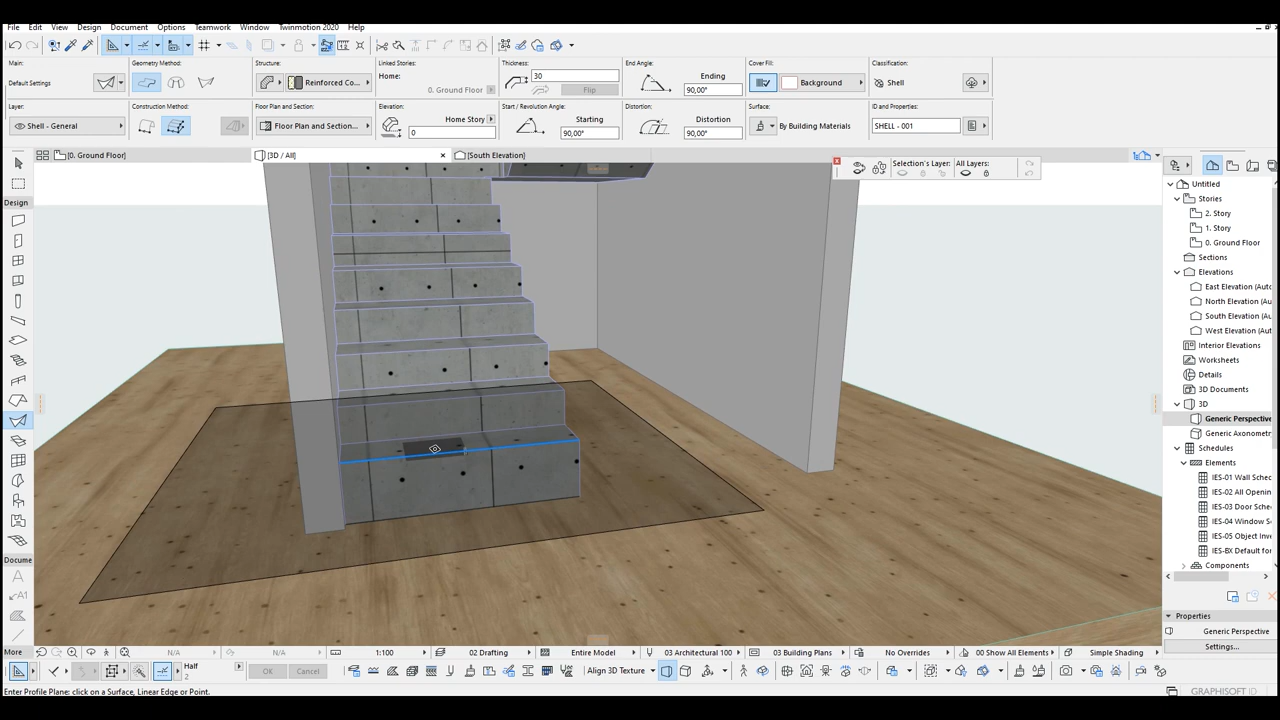 File Edit View Design Document Options Teamwork Window Twinmotion 2020 Help
Main: Geometry Method: Structure: Linked Stories: Thickness: End Angle: Cover Fill: Classification:
Default Settings Reinforced Co... Home: 0. Ground Floor 30 Flip Ending 90,00° Background Shell
Layer: Construction Method: Floor Plan and Section: Elevation: Start / Revolution Angle: Distortion: Surface: ID and Properties:
Shell - General Floor Plan and Section... Home Story 0 Starting 90,00° Distortion 90,00° By Building Materials SHELL - 001
[0. Ground Floor] [3D / All] [South Elevation]
Selection's Layer: All Layers:
Design
Docume
More
Untitled
Stories
2. Story
1. Story
0. Ground Floor
Sections
Elevations
East Elevation (Auto
North Elevation (Au
South Elevation (Au
West Elevation (Aut
Interior Elevations
Worksheets
Details
3D Documents
3D
Generic Perspective
Generic Axonometr
Schedules
Elements
IES-01 Wall Sched
IES-02 All Opening
IES-03 Door Sche
IES-04 Window S
IES-05 Object Inve
IES-BX Default for
Components
Properties
Generic Perspective
Settings...
N/A N/A 1:100 02 Drafting Entire Model 03 Architectural 100 03 Building Plans No Overrides 00 Show All Elements Simple Shading
Half
2
OK Cancel Align 3D Texture
Enter Profile Plane: click on a Surface, Linear Edge or Point.
GRAPHISOFT ID